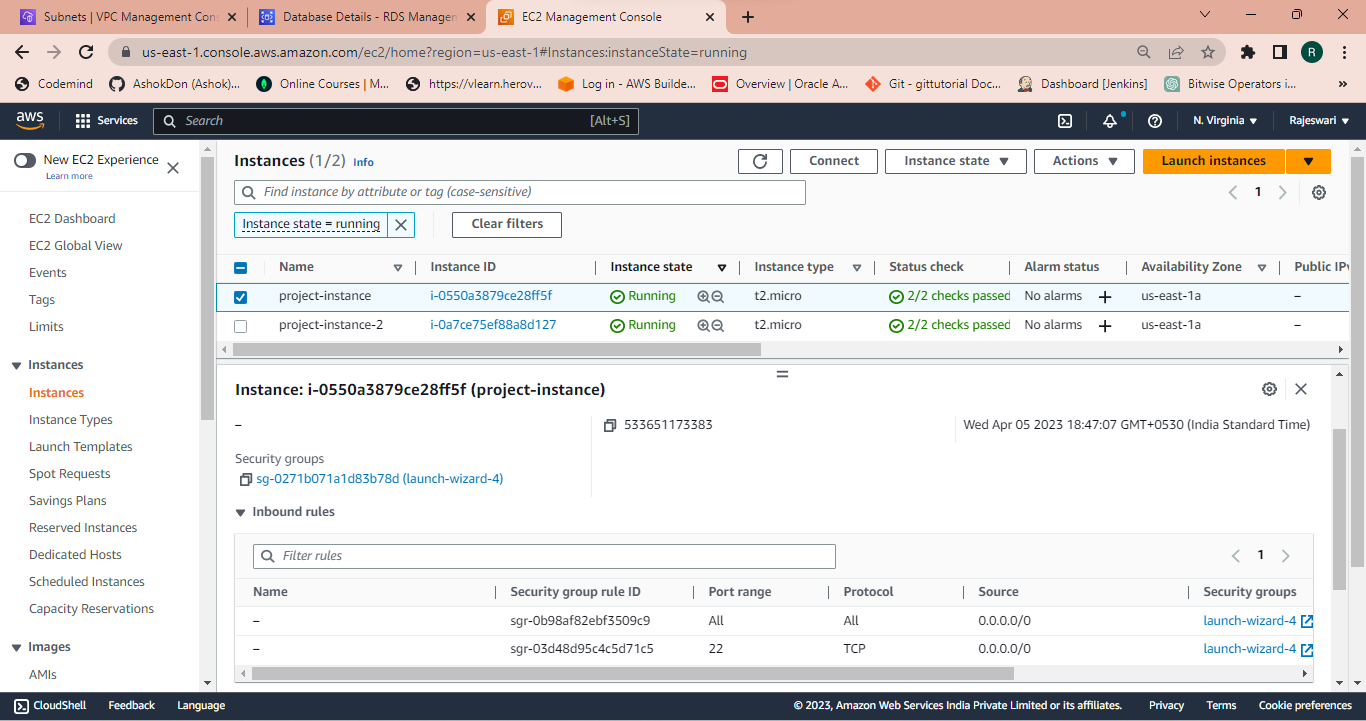 Subnets | VPC Management Con
Database Details - RDS Managem
EC2 Management Console
us-east-1.console.aws.amazon.com/ec2/home?region=us-east-1#Instances:instanceState=running
R
Codemind
AshokDon (Ashok)...
Online Courses | M...
https://vlearn.herov...
Log in - AWS Builde...
Overview | Oracle A...
Git - gittutorial Doc...
Dashboard [Jenkins]
Bitwise Operators i...
aws
Services
Search
[Alt+S]
N. Virginia
Rajeswari
New EC2 Experience
Learn more
EC2 Dashboard
EC2 Global View
Events
Tags
Limits
Instances
Instances
Instance Types
Launch Templates
Spot Requests
Savings Plans
Reserved Instances
Dedicated Hosts
Scheduled Instances
Capacity Reservations
Images
AMIs
Instances (1/2) Info
Connect
Instance state
Actions
Launch instances
Find instance by attribute or tag (case-sensitive)
1
Instance state = running
Clear filters
Name Instance ID Instance state Instance type Status check Alarm status Availability Zone Public IPv
project-instance i-0550a3879ce28ff5f Running t2.micro 2/2 checks passed No alarms + us-east-1a –
project-instance-2 i-0a7ce75ef88a8d127 Running t2.micro 2/2 checks passed No alarms + us-east-1a –
Instance: i-0550a3879ce28ff5f (project-instance)
– 533651173383 Wed Apr 05 2023 18:47:07 GMT+0530 (India Standard Time)
Security groups
sg-0271b071a1d83b78d (launch-wizard-4)
Inbound rules
Filter rules
1
Name Security group rule ID Port range Protocol Source Security groups
– sgr-0b98af82ebf3509c9 All All 0.0.0.0/0 launch-wizard-4
– sgr-03d48d95c4c5d71c5 22 TCP 0.0.0.0/0 launch-wizard-4
CloudShell Feedback Language © 2023, Amazon Web Services India Private Limited or its affiliates. Privacy Terms Cookie preferences